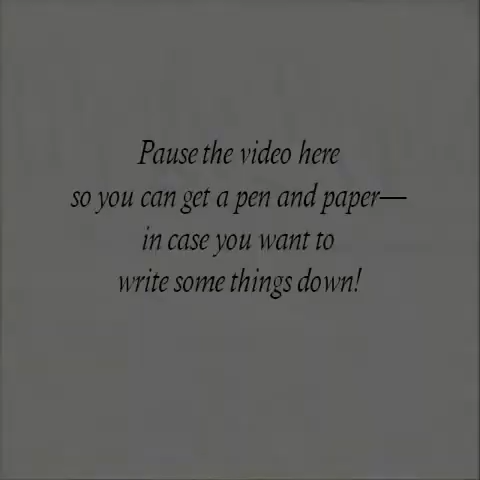 Pause the video here
so you can get a pen and paper—
in case you want to
write some things down!